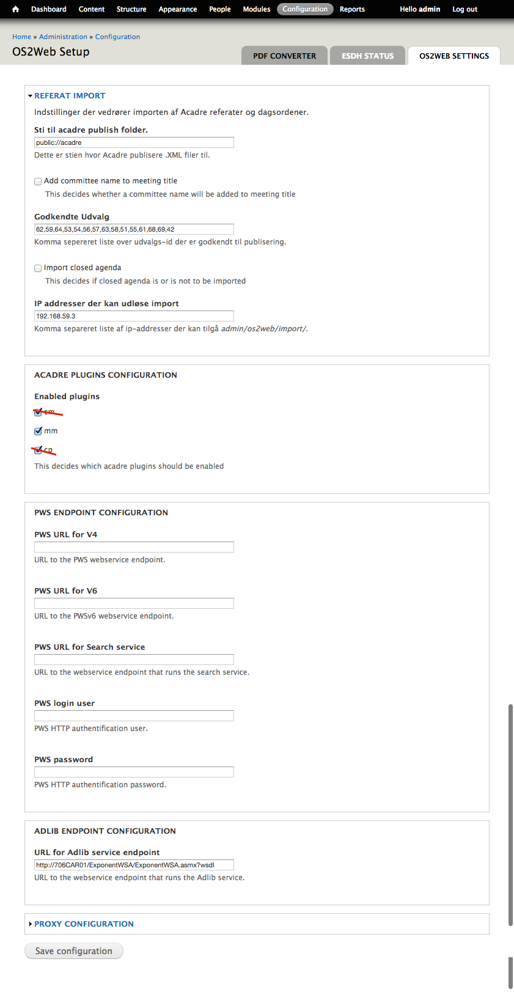 Dashboard Content Structure Appearance People Modules Configuration Reports Hello admin Log out
Home » Administration » Configuration
OS2Web Setup
PDF CONVERTER ESDH STATUS OS2WEB SETTINGS
REFERAT IMPORT
Indstillinger der vedrører importen af Acadre referater og dagsordener.
Sti til acadre publish folder.
public://acadre
Dette er stien hvor Acadre publisere .XML filer til.
Add committee name to meeting title
This decides whether a committee name will be added to meeting title
Godkendte Udvalg
62,59,64,53,54,56,57,63,58,51,55,61,68,69,42
Komma sepereret liste over udvalgs-id der er godkendt til publisering.
Import closed agenda
This decides if closed agenda is or is not to be imported
IP addresser der kan udløse import
192.168.59.3
Komma separeret liste af ip-addresser der kan tilgå admin/os2web/import/.
ACADRE PLUGINS CONFIGURATION
Enabled plugins
cm
mm
cp
This decides which acadre plugins should be enabled
PWS ENDPOINT CONFIGURATION
PWS URL for V4
URL to the PWS webservice endpoint.
PWS URL for V6
URL to the PWSv6 webservice endpoint.
PWS URL for Search service
URL to the webservice endpoint that runs the search service.
PWS login user
PWS HTTP authentification user.
PWS password
PWS HTTP authentification password.
ADLIB ENDPOINT CONFIGURATION
URL for Adlib service endpoint
http://706CAR01/ExponentWSA/ExponentWSA.asmx?wsdl
URL to the webservice endpoint that runs the Adlib service.
PROXY CONFIGURATION
Save configuration